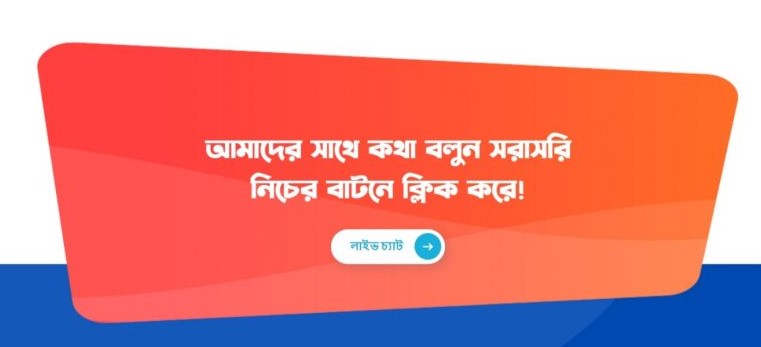 আমাদের সাথে কথা বলুন সরাসরি
নিচের বাটনে ক্লিক করে!
লাইভ চ্যাট